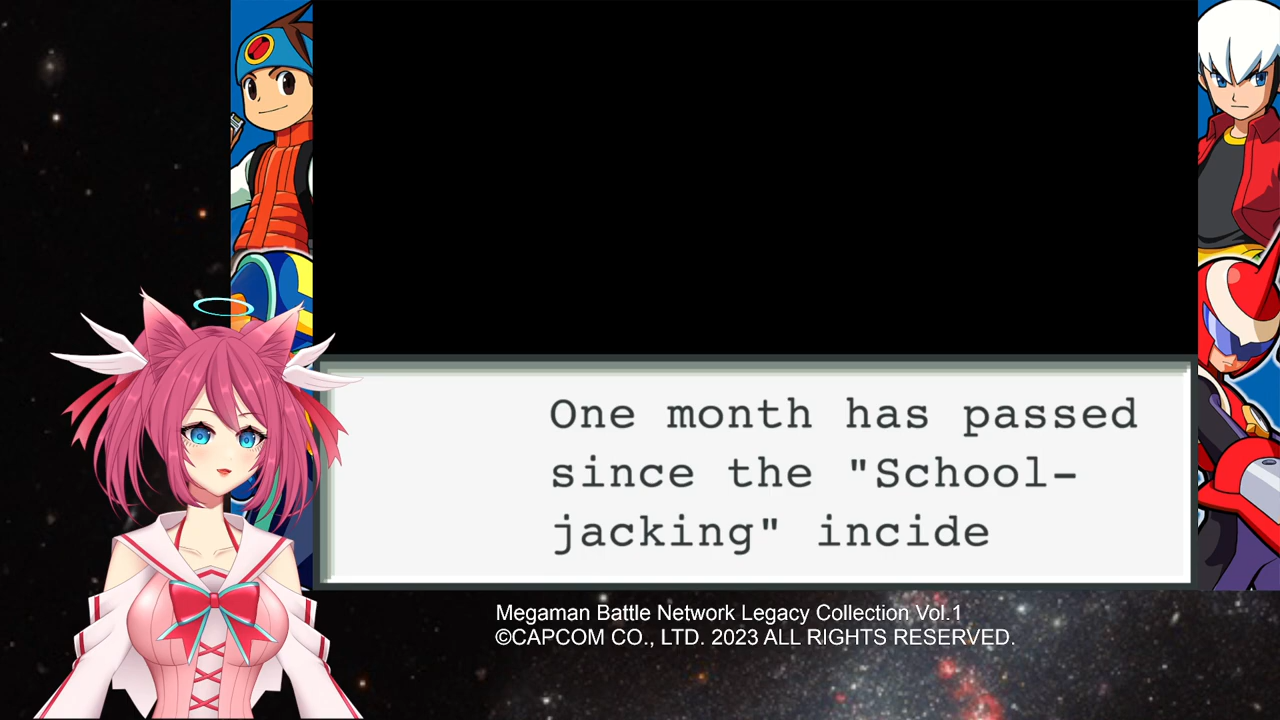 One month has passed
since the "School-
jacking" incide
Megaman Battle Network Legacy Collection Vol.1
©CAPCOM CO., LTD. 2023 ALL RIGHTS RESERVED.